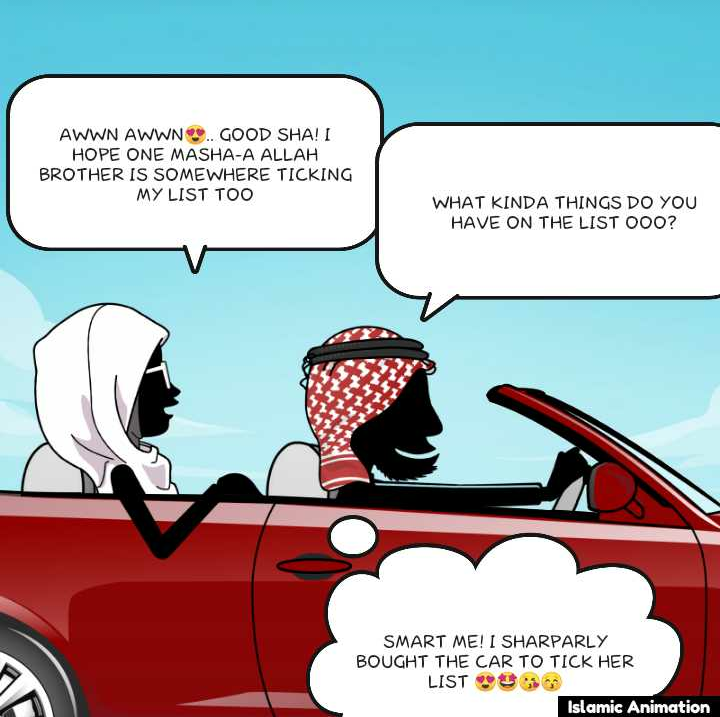 AWWN AWWN😍.. GOOD SHA! I
HOPE ONE MASHA-A ALLAH
BROTHER IS SOMEWHERE TICKING
MY LIST TOO
WHAT KINDA THINGS DO YOU
HAVE ON THE LIST OOO?
SMART ME! I SHARPARLY
BOUGHT THE CAR TO TICK HER
LIST 😍🤩😘😚
Islamic Animation